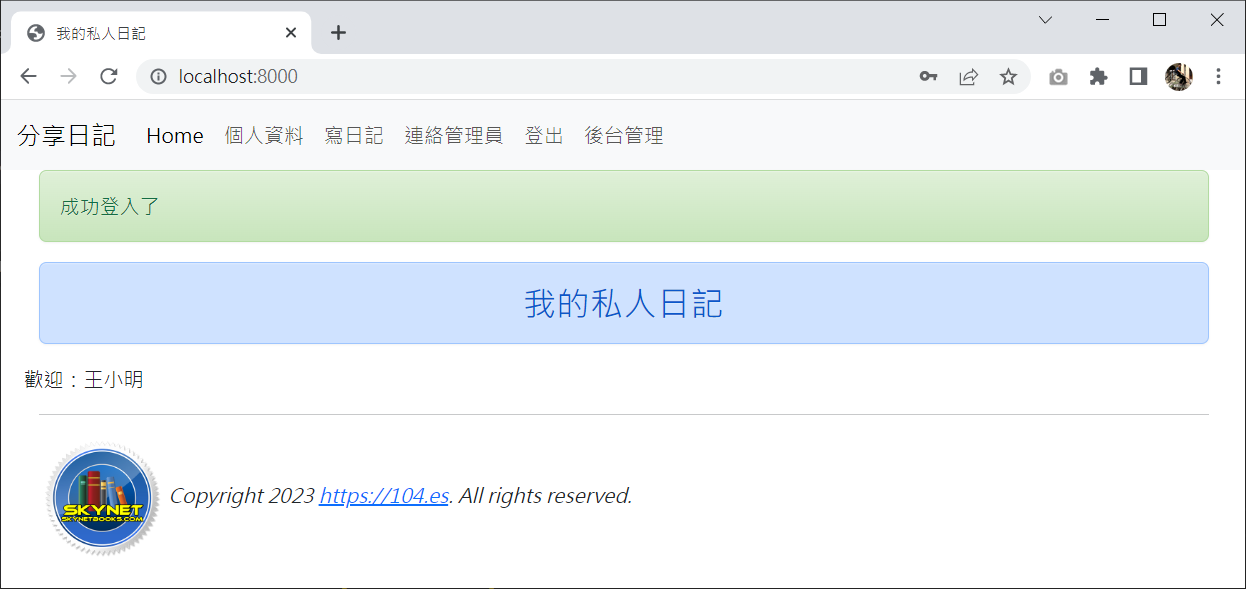 我的私人日記
localhost:8000
分享日記 Home 個人資料 寫日記 連絡管理員 登出 後台管理
成功登入了
我的私人日記
歡迎：王小明
SKYNET
SKYNETBOOKS.COM
Copyright 2023 https://104.es. All rights reserved.